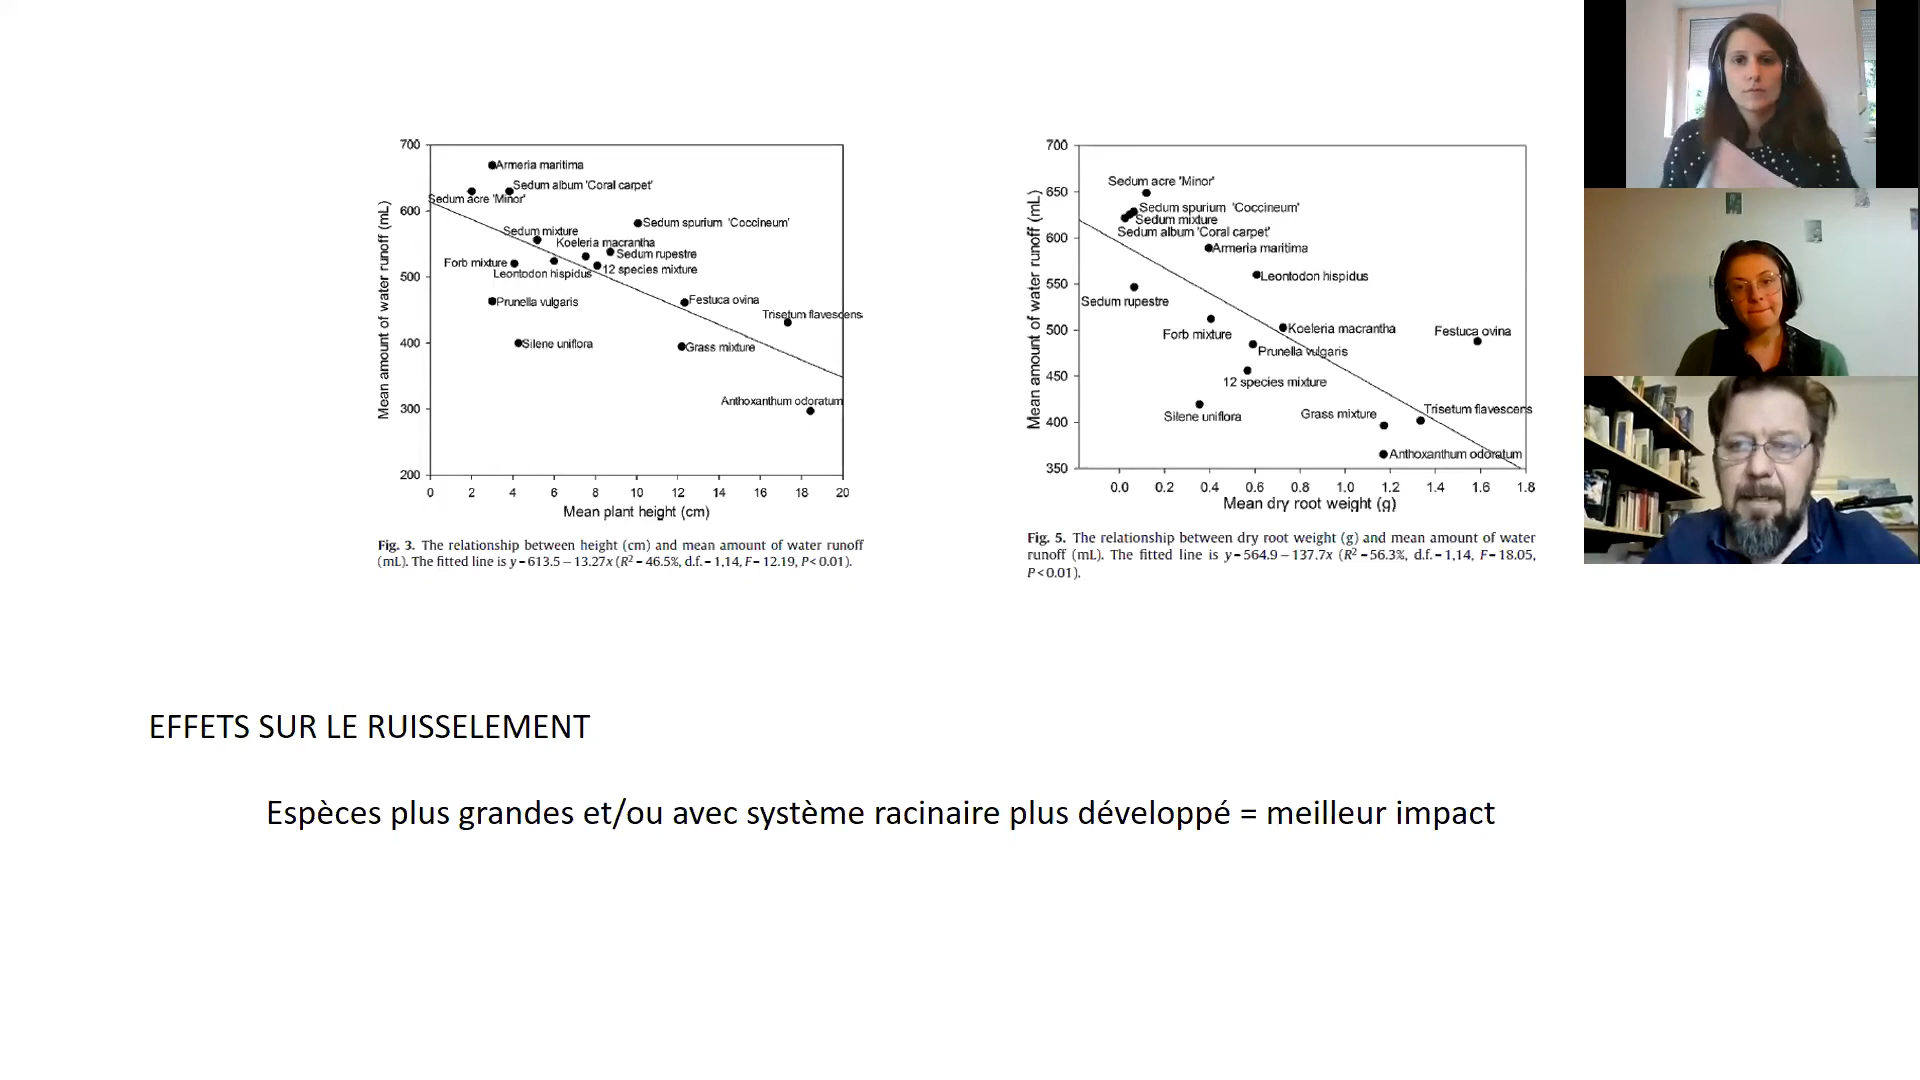 700
600
500
400
300
200
Mean amount of water runoff (mL)
Armeria maritima
Sedum album 'Coral carpet'
Sedum acre 'Minor'
Sedum spurium 'Coccineum'
Sedum mixture
Koeleria macrantha
Sedum rupestre
Forb mixture
12 species mixture
Leontodon hispidus
Prunella vulgaris
Festuca ovina
Trisetum flavescens
Silene uniflora
Grass mixture
Anthoxanthum odoratum
0 2 4 6 8 10 12 14 16 18 20
Mean plant height (cm)
Fig. 3. The relationship between height (cm) and mean amount of water runoff
(mL). The fitted line is y = 613.5 − 13.27x (R² = 46.5%, d.f. = 1,14, F = 12.19, P < 0.01).
700
650
600
550
500
450
400
350
Mean amount of water runoff (mL)
Sedum acre 'Minor'
Sedum spurium 'Coccineum'
Sedum mixture
Sedum album 'Coral carpet'
Armeria maritima
Leontodon hispidus
Sedum rupestre
Koeleria macrantha
Forb mixture
Festuca ovina
Prunella vulgaris
12 species mixture
Silene uniflora
Grass mixture
Trisetum flavescens
Anthoxanthum odoratum
0.0 0.2 0.4 0.6 0.8 1.0 1.2 1.4 1.6 1.8
Mean dry root weight (g)
Fig. 5. The relationship between dry root weight (g) and mean amount of water
runoff (mL). The fitted line is y = 564.9 − 137.7x (R² = 56.3%, d.f. = 1,14, F = 18.05,
P < 0.01).
EFFETS SUR LE RUISSELEMENT
Espèces plus grandes et/ou avec système racinaire plus développé = meilleur impact